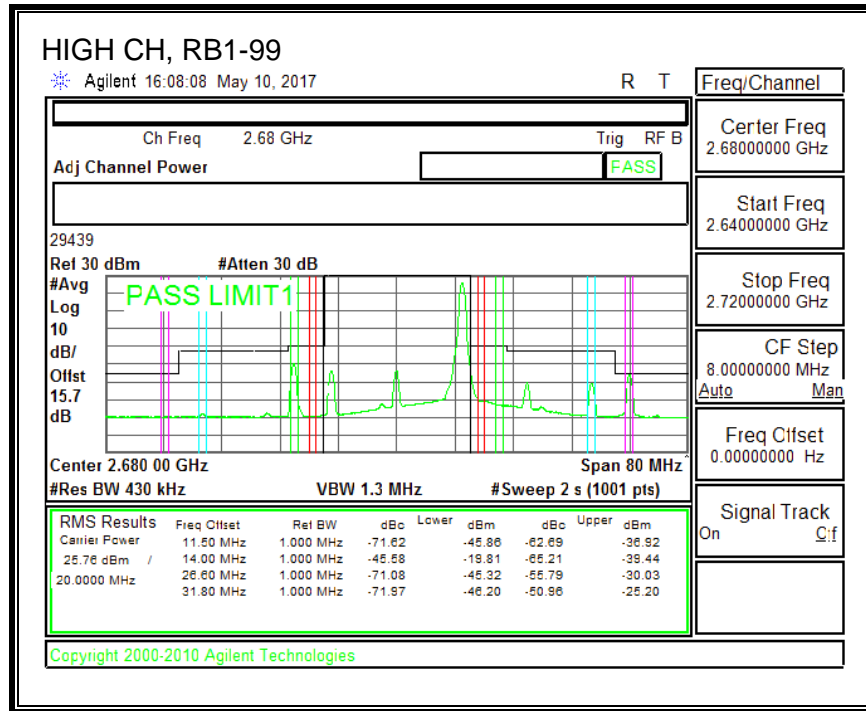 HIGH CH, RB1-99
Agilent 16:08:08 May 10, 2017 R T
Freq/Channel
Ch Freq 2.68 GHz Trig RF B
Adj Channel Power PASS
Center Freq
2.68000000 GHz
Start Freq
2.64000000 GHz
29439
Ref 30 dBm #Atten 30 dB
#Avg
Log
10
dB/
Offst
15.7
dB
PASS LIMIT1
Stop Freq
2.72000000 GHz
CF Step
8.00000000 MHz
Auto Man
Freq Offset
0.00000000 Hz
Center 2.680 00 GHz Span 80 MHz
#Res BW 430 kHz VBW 1.3 MHz #Sweep 2 s (1001 pts)
Signal Track
On Off
RMS Results Freq Offset Ref BW dBc Lower dBm dBc Upper dBm
Carrier Power 11.50 MHz 1.000 MHz -71.62 -45.86 -62.69 -36.92
25.76 dBm / 14.00 MHz 1.000 MHz -45.58 -19.81 -65.21 -39.44
20.0000 MHz 26.60 MHz 1.000 MHz -71.08 -45.32 -55.79 -30.03
31.80 MHz 1.000 MHz -71.97 -46.20 -50.96 -25.20
Copyright 2000-2010 Agilent Technologies